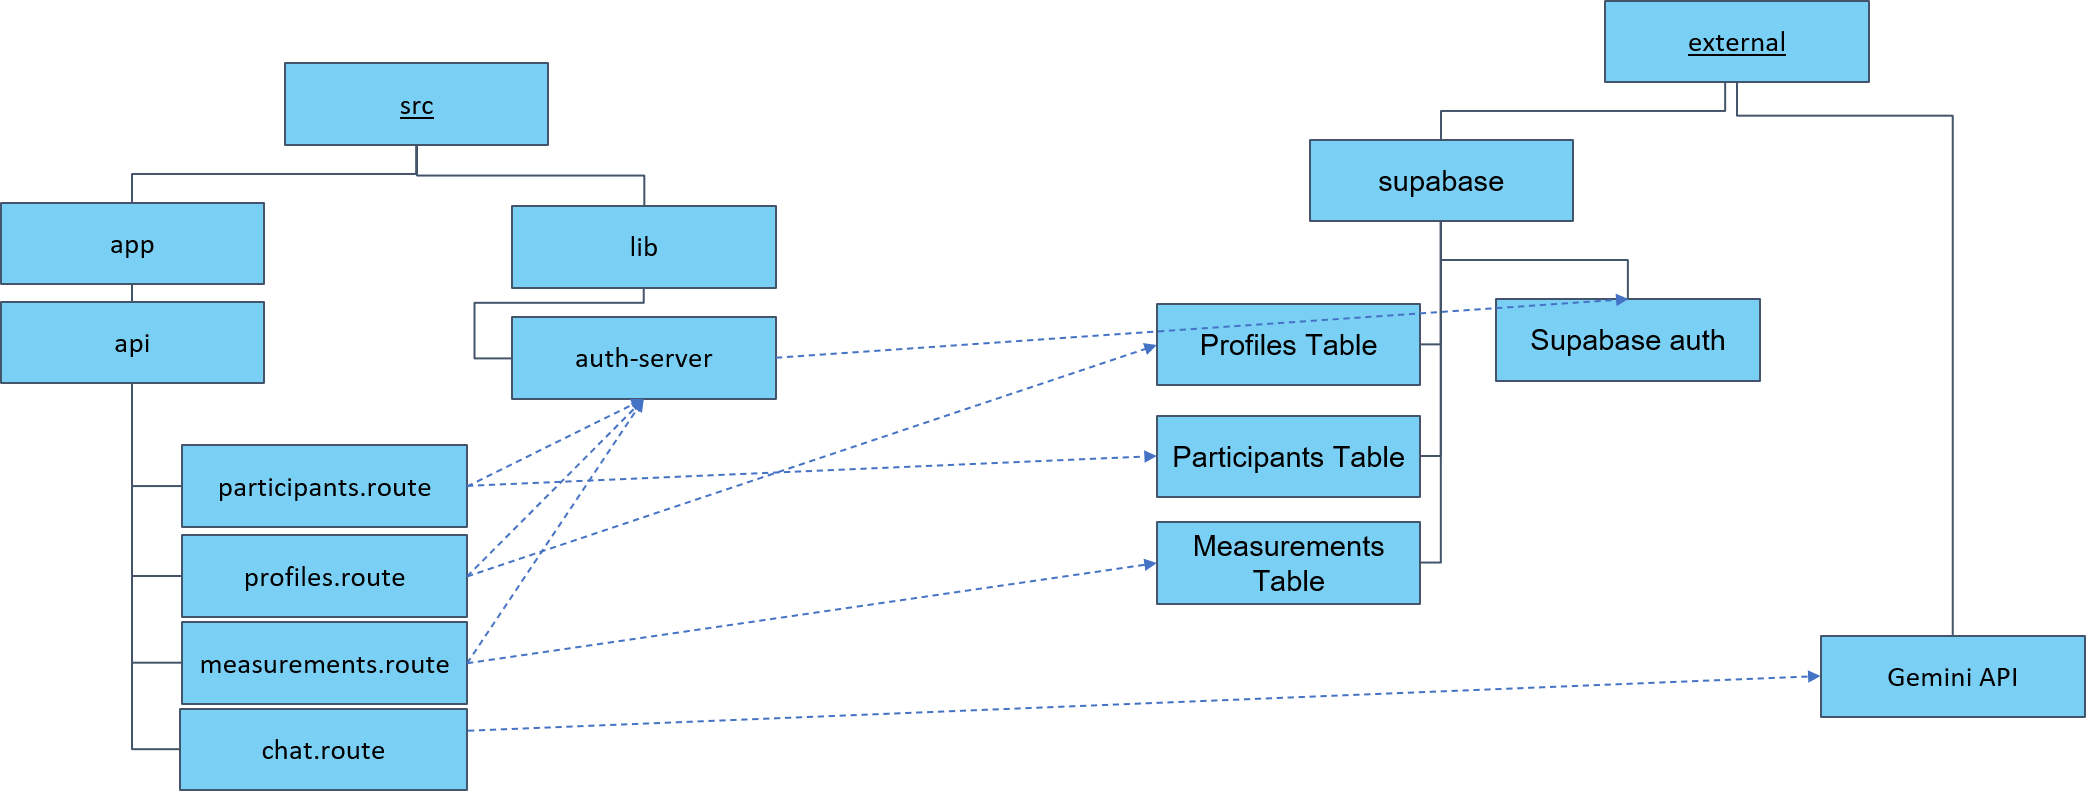 external
src
supabase
app
lib
Supabase auth
api
auth-server
Profiles Table
Participants Table
participants.route
Measurements
Table
profiles.route
measurements.route
Gemini API
chat.route